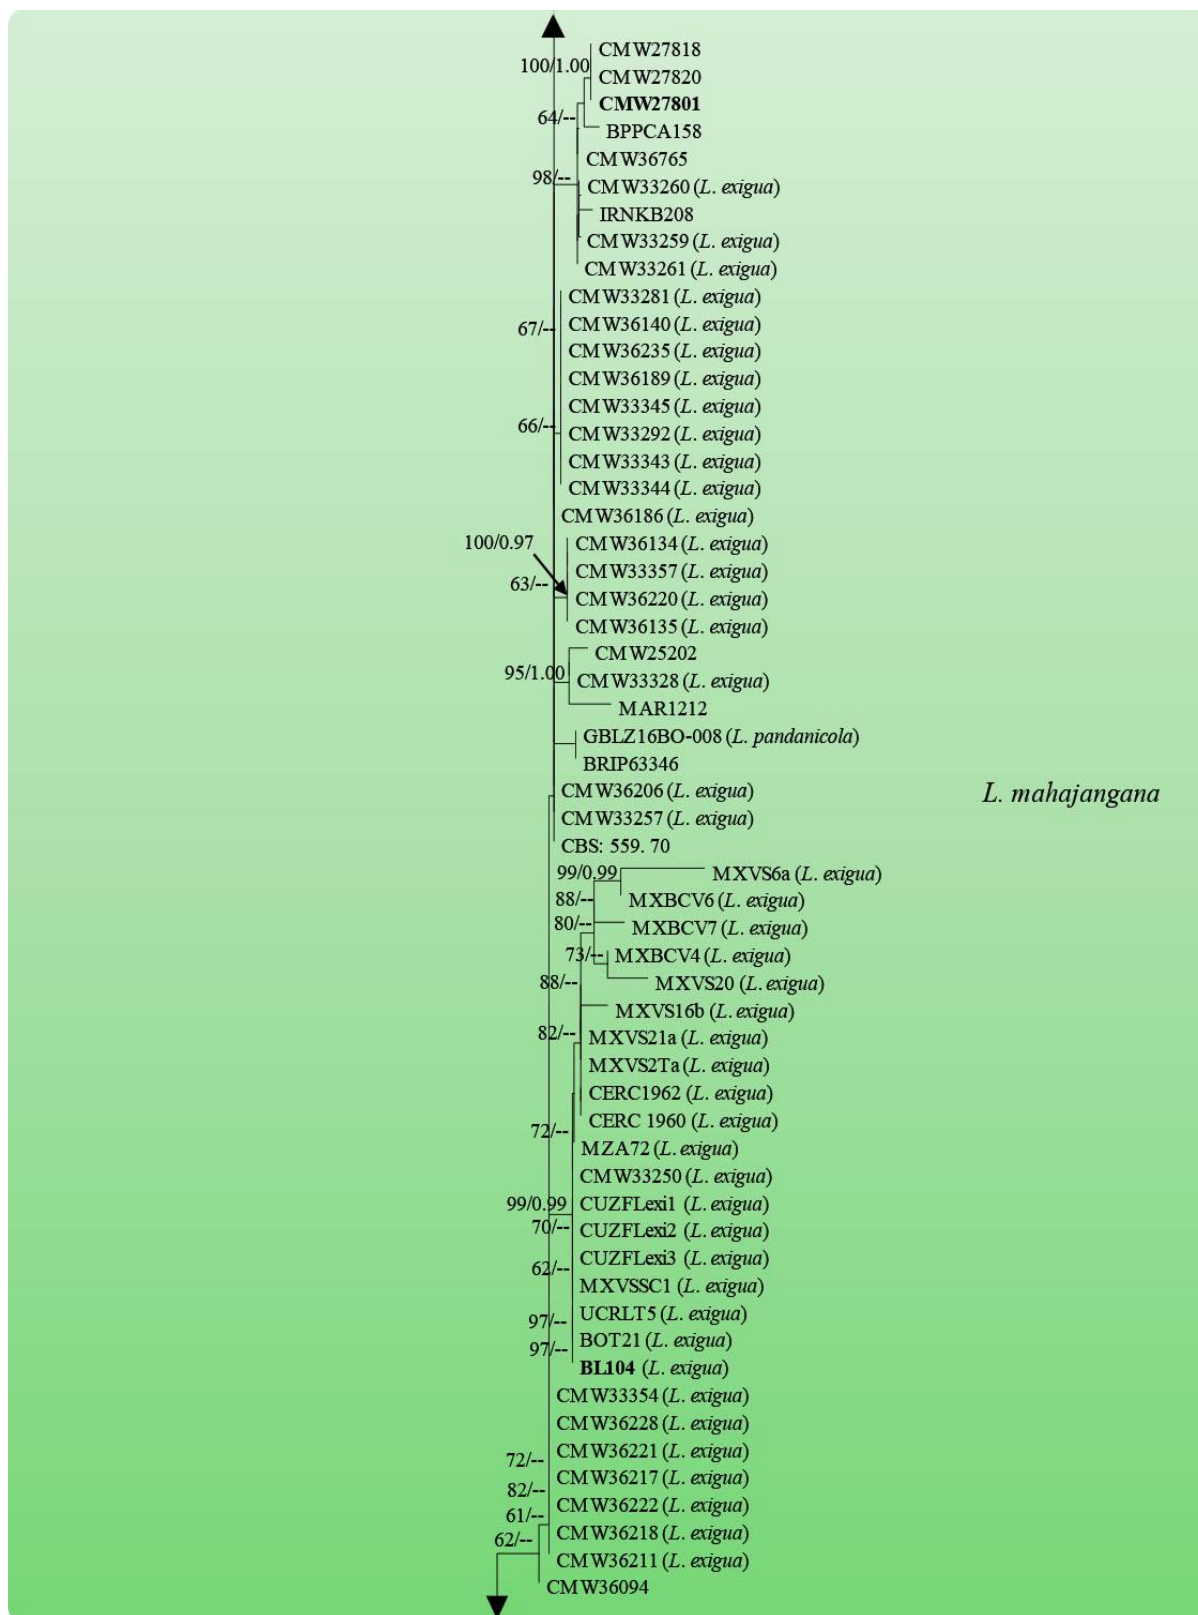 CMW27818
100/1.00
CMW27820
CMW27801
64/--
BPPCA158
CMW36765
98/--
CMW33260 (L. exigua)
IRNKB208
CMW33259 (L. exigua)
CMW33261 (L. exigua)
CMW33281 (L. exigua)
67/--
CMW36140 (L. exigua)
CMW36235 (L. exigua)
CMW36189 (L. exigua)
CMW33345 (L. exigua)
66/--
CMW33292 (L. exigua)
CMW33343 (L. exigua)
CMW33344 (L. exigua)
CMW36186 (L. exigua)
100/0.97
CMW36134 (L. exigua)
CMW33357 (L. exigua)
63/--
CMW36220 (L. exigua)
CMW36135 (L. exigua)
CMW25202
95/1.00
CMW33328 (L. exigua)
MAR1212
GBLZ16BO-008 (L. pandanicola)
BRIP63346
CMW36206 (L. exigua)
L. mahajangana
CMW33257 (L. exigua)
CBS: 559. 70
99/0.99
MXVS6a (L. exigua)
88/--
MXBCV6 (L. exigua)
80/--
MXBCV7 (L. exigua)
73/--
MXBCV4 (L. exigua)
88/--
MXVS20 (L. exigua)
MXVS16b (L. exigua)
82/--
MXVS21a (L. exigua)
MXVS2Ta (L. exigua)
CERC1962 (L. exigua)
CERC 1960 (L. exigua)
72/--
MZA72 (L. exigua)
CMW33250 (L. exigua)
99/0.99
CUZFLexi1 (L. exigua)
70/--
CUZFLexi2 (L. exigua)
CUZFLexi3 (L. exigua)
62/--
MXVSSC1 (L. exigua)
UCRLT5 (L. exigua)
97/--
BOT21 (L. exigua)
97/--
BL104 (L. exigua)
CMW33354 (L. exigua)
CMW36228 (L. exigua)
CMW36221 (L. exigua)
72/--
CMW36217 (L. exigua)
82/--
CMW36222 (L. exigua)
61/--
CMW36218 (L. exigua)
62/--
CMW36211 (L. exigua)
CMW36094